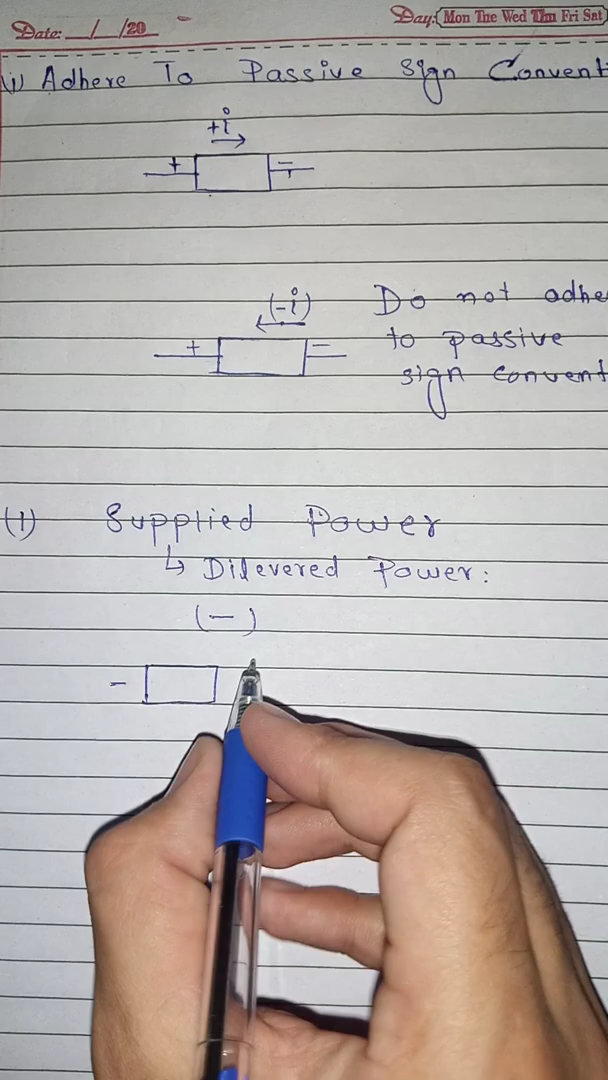 Date: / /20
Day: Mon Tue Wed Thu Fri Sat
(i) Adhere To Passive Sign Convent
+i
+ −
(-i)
+ −
Do not adhe
to passive
sign convent
(1) Supplied Power
↳ Dilevered Power:
(−)
−